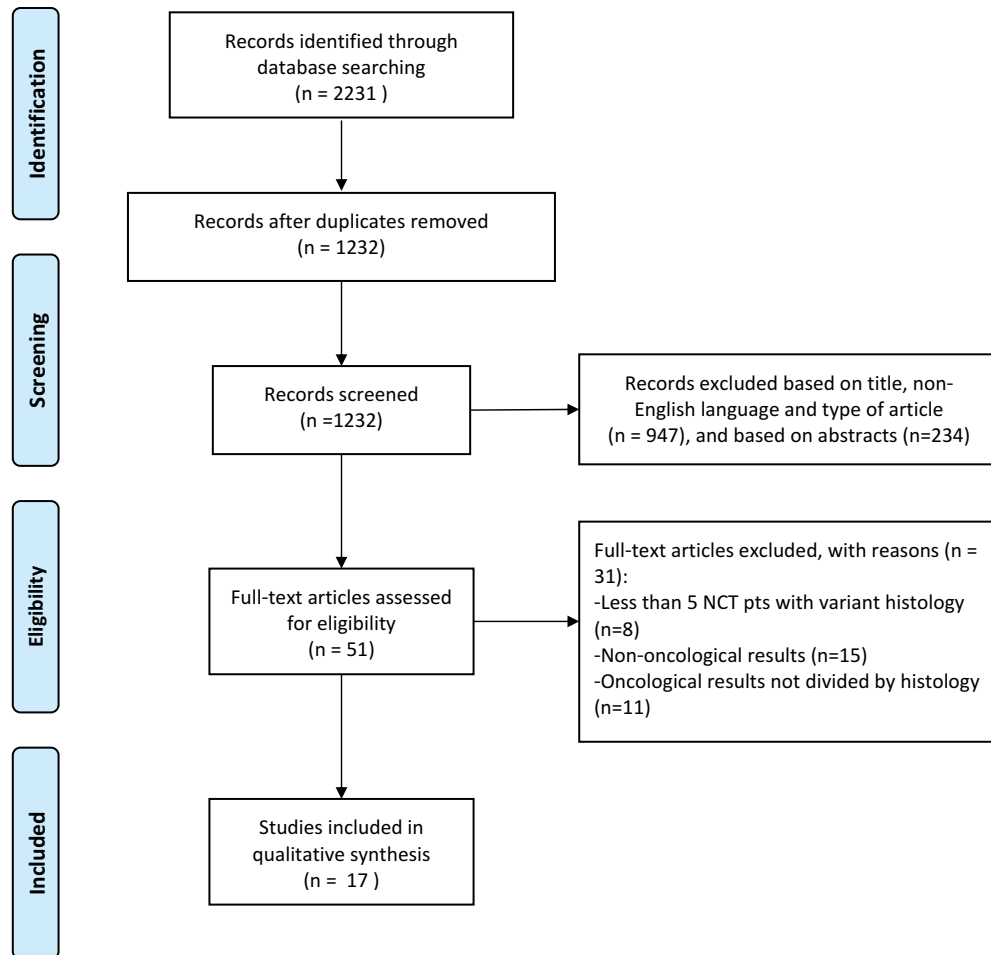 Identification
Records identified through
database searching
(n = 2231 )
Records after duplicates removed
(n = 1232)
Screening
Records screened
(n =1232)
Records excluded based on title, non-
English language and type of article
(n = 947), and based on abstracts (n=234)
Eligibility
Full-text articles assessed
for eligibility
(n = 51)
Full-text articles excluded, with reasons (n =
31):
-Less than 5 NCT pts with variant histology
(n=8)
-Non-oncological results (n=15)
-Oncological results not divided by histology
(n=11)
Included
Studies included in
qualitative synthesis
(n =  17 )